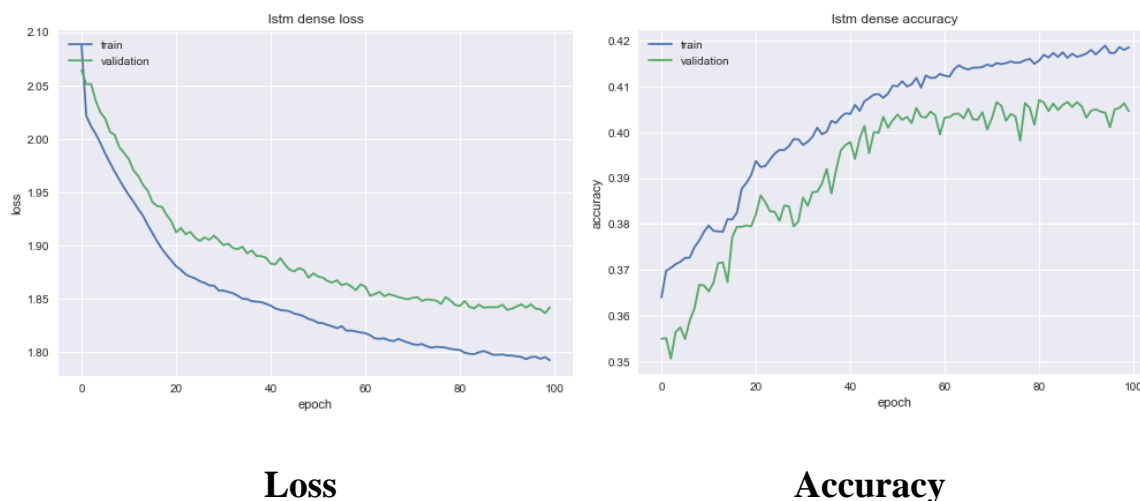 lstm dense loss
train
validation
2.10
2.05
2.00
1.95
1.90
1.85
1.80
loss
0
20
40
60
80
100
epoch
lstm dense accuracy
train
validation
0.42
0.41
0.40
0.39
0.38
0.37
0.36
0.35
accuracy
0
20
40
60
80
100
epoch
Loss
Accuracy